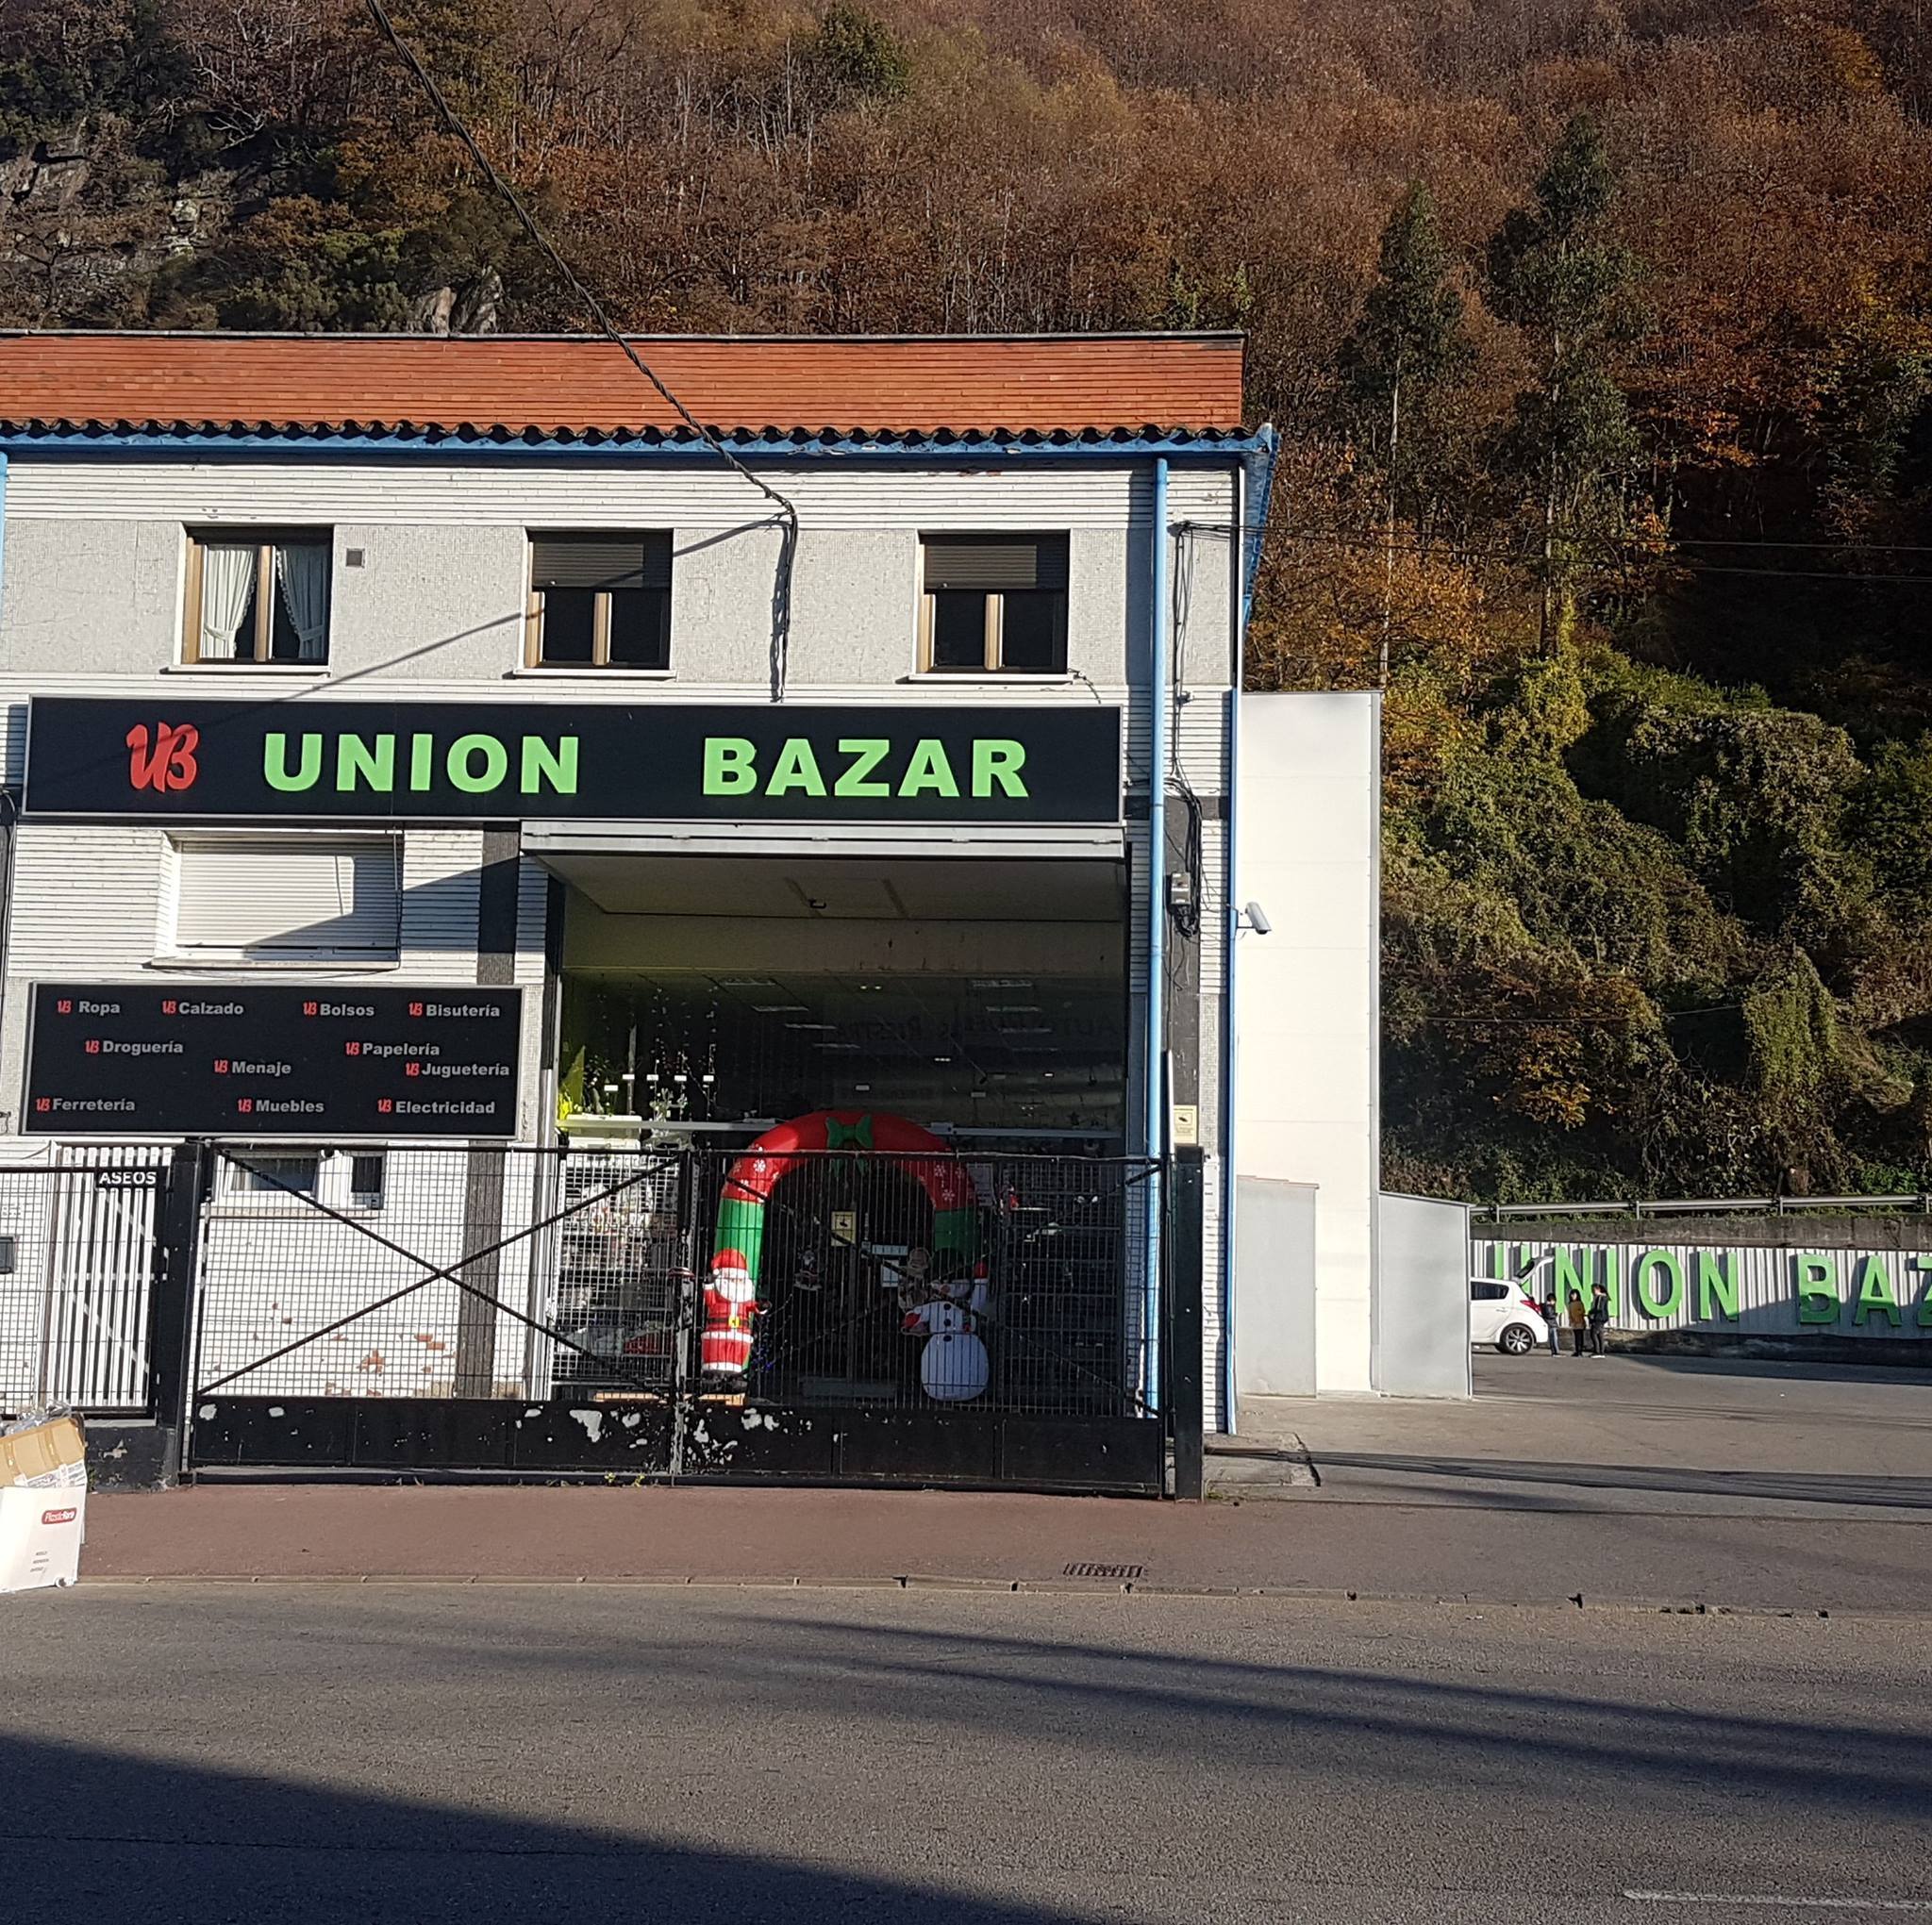 UB UNION BAZAR
UB Ropa UB Calzado UB Bolsos UB Bisutería
UB Droguería UB Papelería
UB Menaje UB Juguetería
UB Ferretería UB Muebles UB Electricidad
ASEOS
UNION BAZ